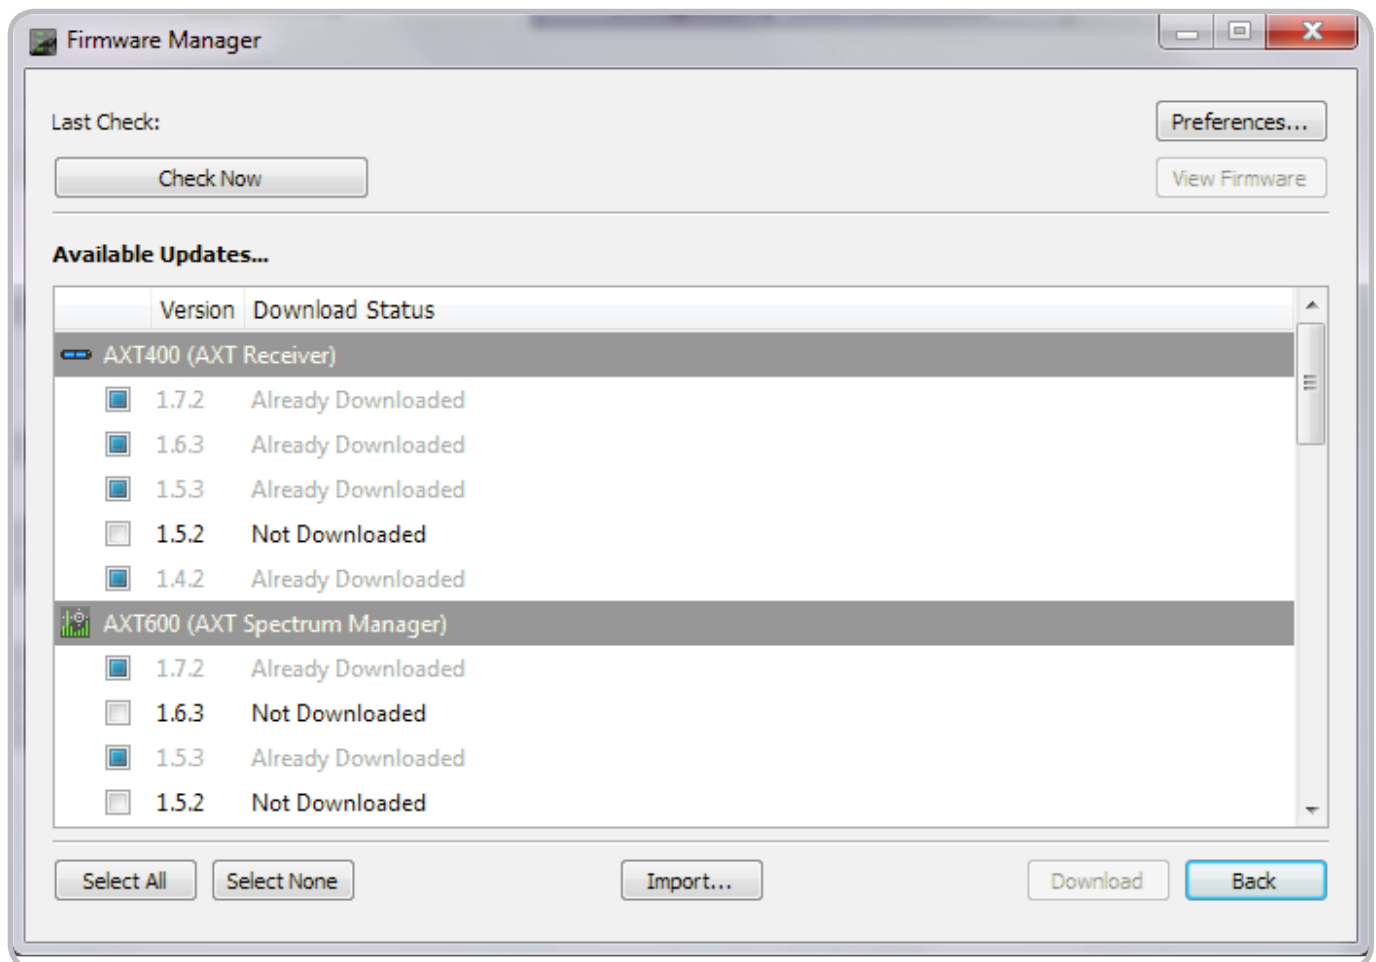 Firmware Manager
Last Check:
Preferences...
Check Now
View Firmware
Available Updates...
Version Download Status
AXT400 (AXT Receiver)
1.7.2 Already Downloaded
1.6.3 Already Downloaded
1.5.3 Already Downloaded
1.5.2 Not Downloaded
1.4.2 Already Downloaded
AXT600 (AXT Spectrum Manager)
1.7.2 Already Downloaded
1.6.3 Not Downloaded
1.5.3 Already Downloaded
1.5.2 Not Downloaded
Select All Select None Import... Download Back